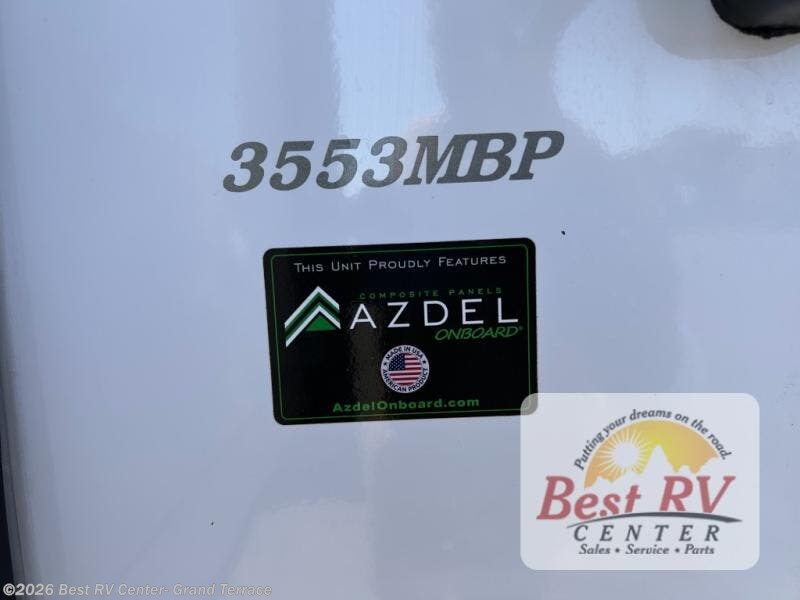 3553MBP
THIS UNIT PROUDLY FEATURES
COMPOSITE PANELS
AZDEL
ONBOARD®
MADE IN USA
AMERICAN PRODUCT
AzdelOnboard.com
Putting your dreams on the road.
Best RV
CENTER
Sales • Service • Parts
©2026 Best RV Center- Grand Terrace